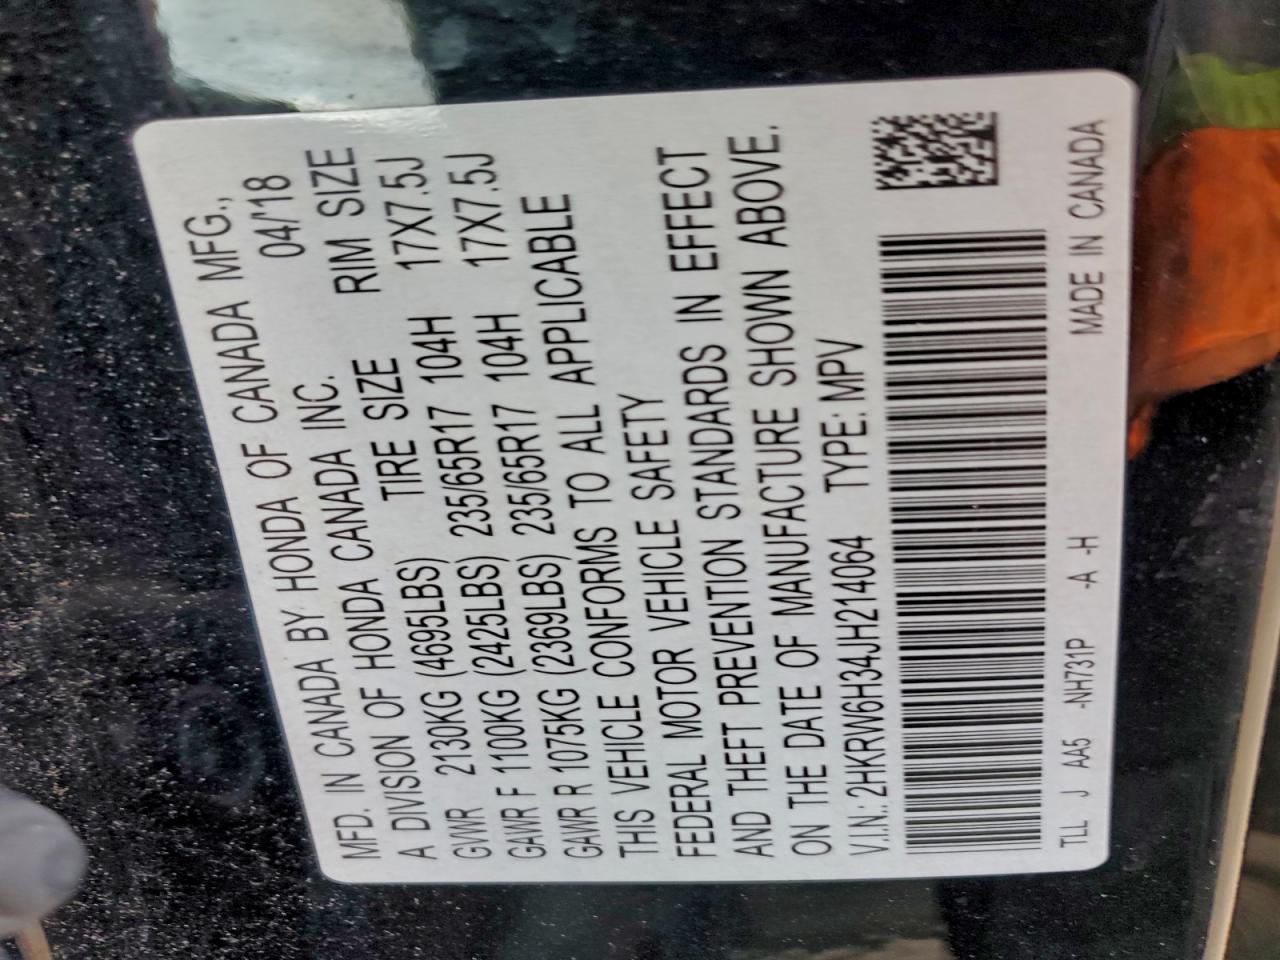 MFD. IN CANADA BY HONDA OF CANADA MFG.,
A DIVISION OF HONDA CANADA INC. 04/'18
TIRE SIZE RIM SIZE
GVWR 2130KG (4695LBS)
GAWR F 1100KG (2425LBS) 235/65R17 104H 17X7.5J
GAWR R 1075KG (2369LBS) 235/65R17 104H 17X7.5J
THIS VEHICLE CONFORMS TO ALL APPLICABLE
FEDERAL MOTOR VEHICLE SAFETY
AND THEFT PREVENTION STANDARDS IN EFFECT
ON THE DATE OF MANUFACTURE SHOWN ABOVE.
V.I.N.: 2HKRW6H34JH214064 TYPE: MPV
TLL J AA5 -NH731P -A -H MADE IN CANADA